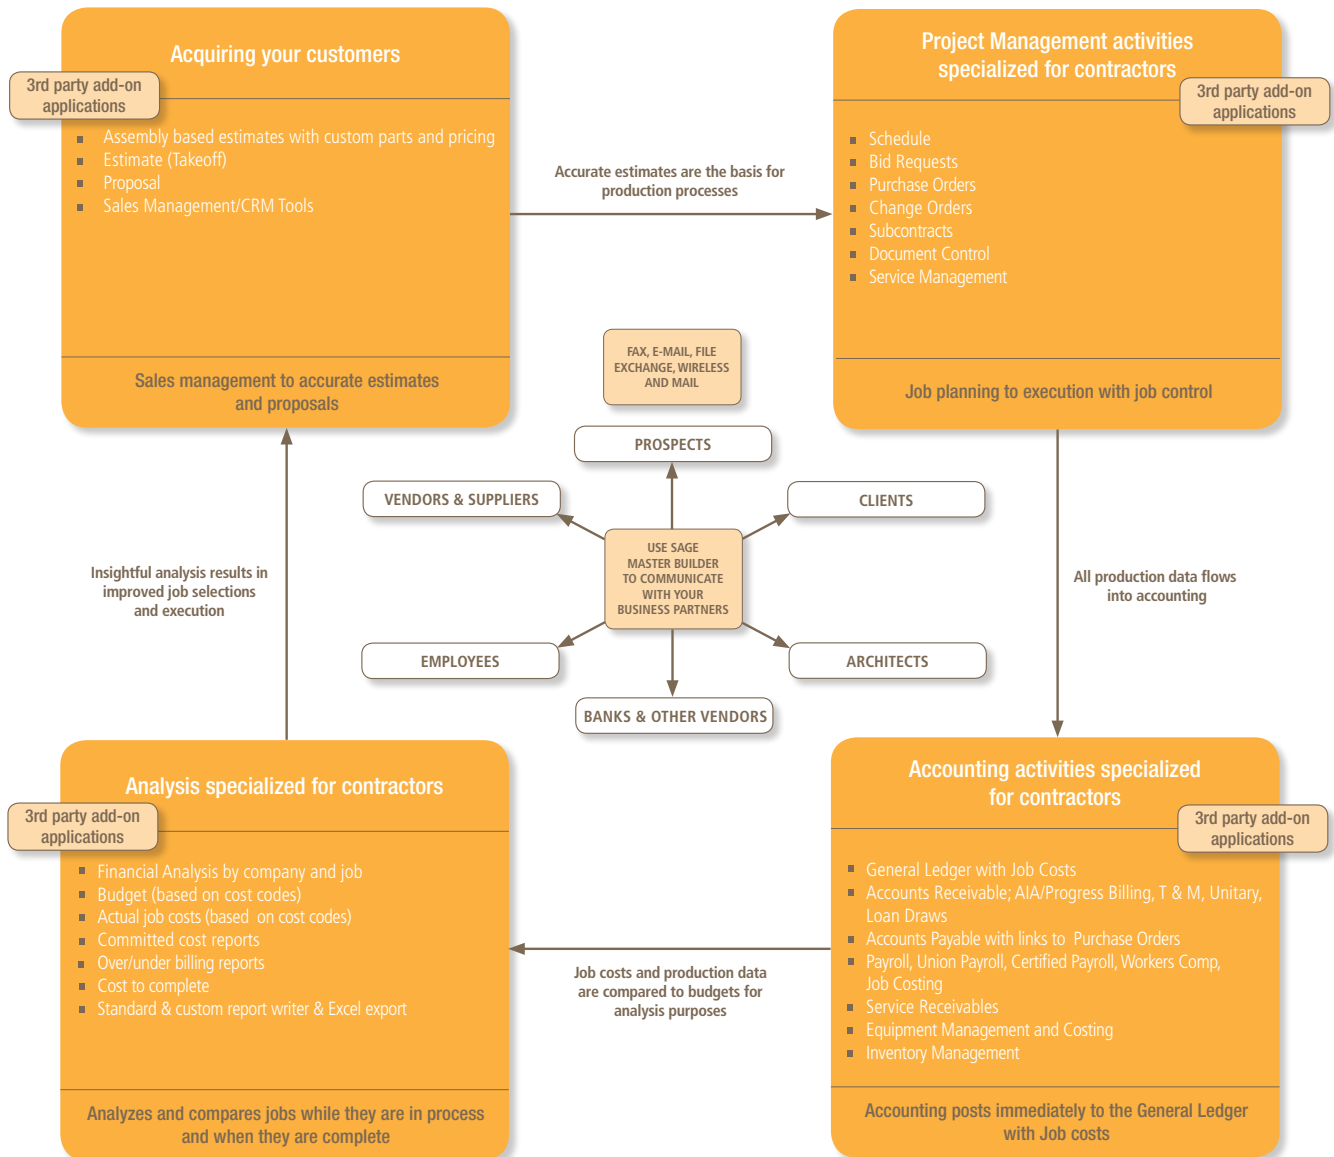 Acquiring your customers
3rd party add-on
applications
Assembly based estimates with custom parts and pricing
Estimate (Takeoff)
Proposal
Sales Management/CRM Tools
Sales management to accurate estimates
and proposals
Accurate estimates are the basis for
production processes
Project Management activities
specialized for contractors
3rd party add-on
applications
Schedule
Bid Requests
Purchase Orders
Change Orders
Subcontracts
Document Control
Service Management
Job planning to execution with job control
FAX, E-MAIL, FILE
EXCHANGE, WIRELESS
AND MAIL
PROSPECTS
VENDORS & SUPPLIERS
CLIENTS
USE SAGE
MASTER BUILDER
TO COMMUNICATE
WITH YOUR
BUSINESS PARTNERS
EMPLOYEES
ARCHITECTS
BANKS & OTHER VENDORS
Insightful analysis results in
improved job selections
and execution
All production data flows
into accounting
Analysis specialized for contractors
3rd party add-on
applications
Financial Analysis by company and job
Budget (based on cost codes)
Actual job costs (based on cost codes)
Committed cost reports
Over/under billing reports
Cost to complete
Standard & custom report writer & Excel export
Analyzes and compares jobs while they are in process
and when they are complete
Job costs and production data
are compared to budgets for
analysis purposes
Accounting activities specialized
for contractors
3rd party add-on
applications
General Ledger with Job Costs
Accounts Receivable; AIA/Progress Billing, T & M, Unitary,
Loan Draws
Accounts Payable with links to Purchase Orders
Payroll, Union Payroll, Certified Payroll, Workers Comp,
Job Costing
Service Receivables
Equipment Management and Costing
Inventory Management
Accounting posts immediately to the General Ledger
with Job costs